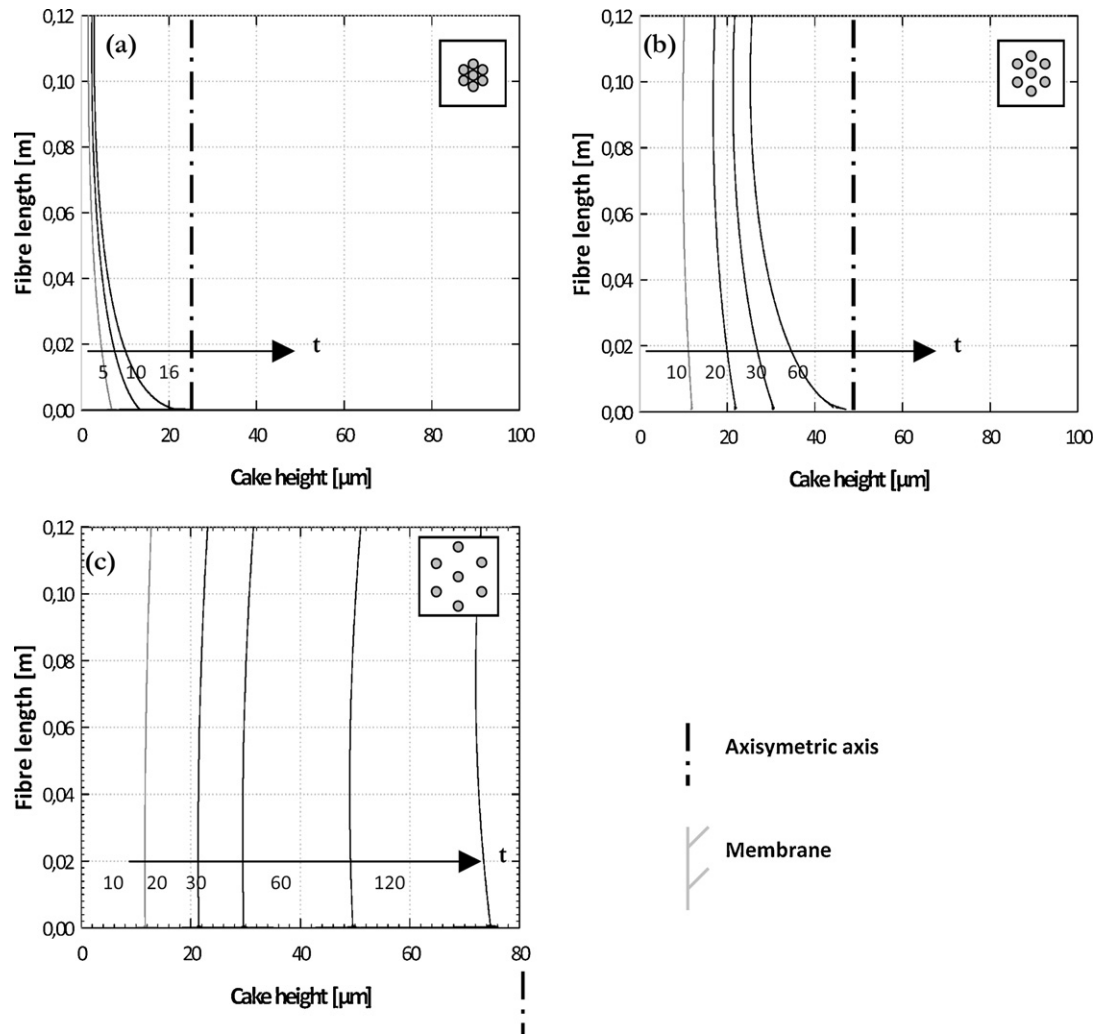 (a)
0,12
0,10
0,08
0,06
0,04
0,02
0,00
Fibre length [m]
t
5 10 16
0 20 40 60 80 100
Cake height [µm]
(b)
0,12
0,10
0,08
0,06
0,04
0,02
0,00
Fibre length [m]
t
10 20 30 60
0 20 40 60 80 100
Cake height [µm]
(c)
0,12
0,10
0,08
0,06
0,04
0,02
0,00
Fibre length [m]
t
10 20 30 60 120
0 20 40 60 80
Cake height [µm]
Axisymetric axis
Membrane